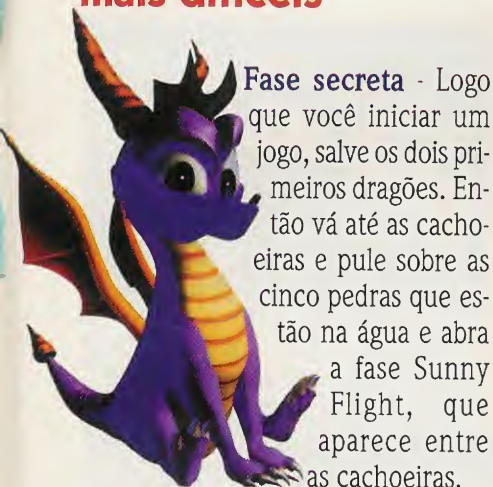 mais difíceis
Fase secreta - Logo
que você iniciar um
jogo, salve os dois pri-
meiros dragões. En-
tão vá até as cacho-
eiras e pule sobre as
cinco pedras que es-
tão na água e abra
a fase Sunny
Flight, que
aparece entre
as cachoeiras.